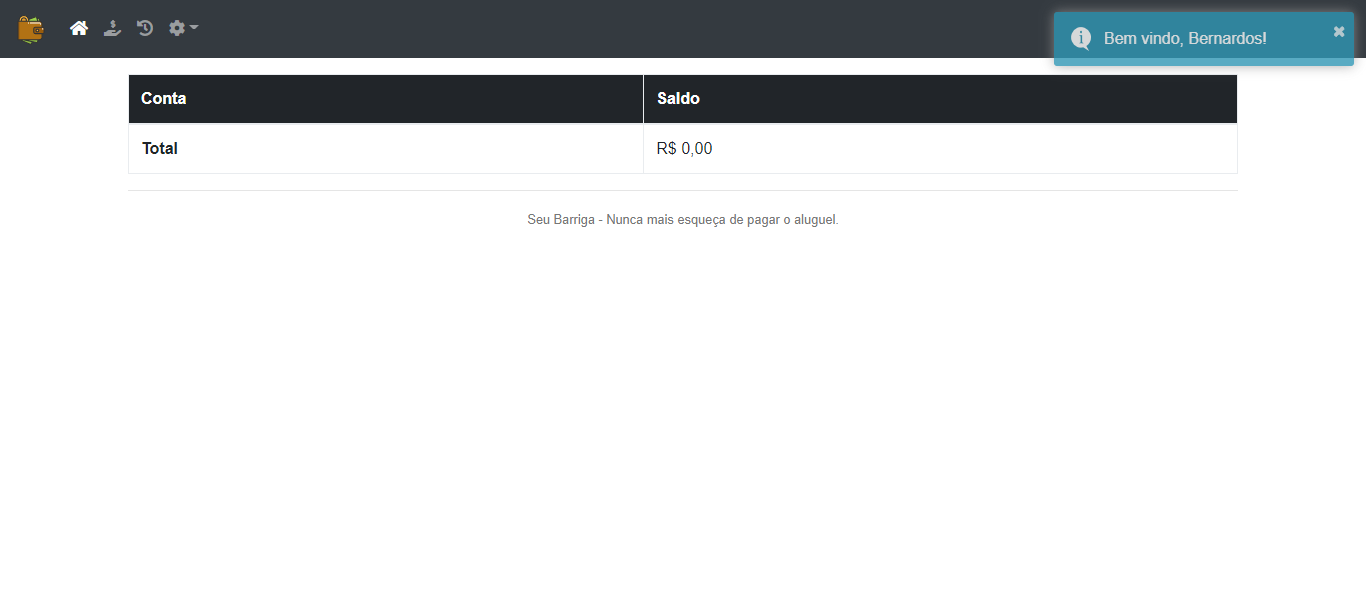 Bem vindo, Bernardos!
Conta Saldo
Total R$ 0,00
Seu Barriga - Nunca mais esqueça de pagar o aluguel.